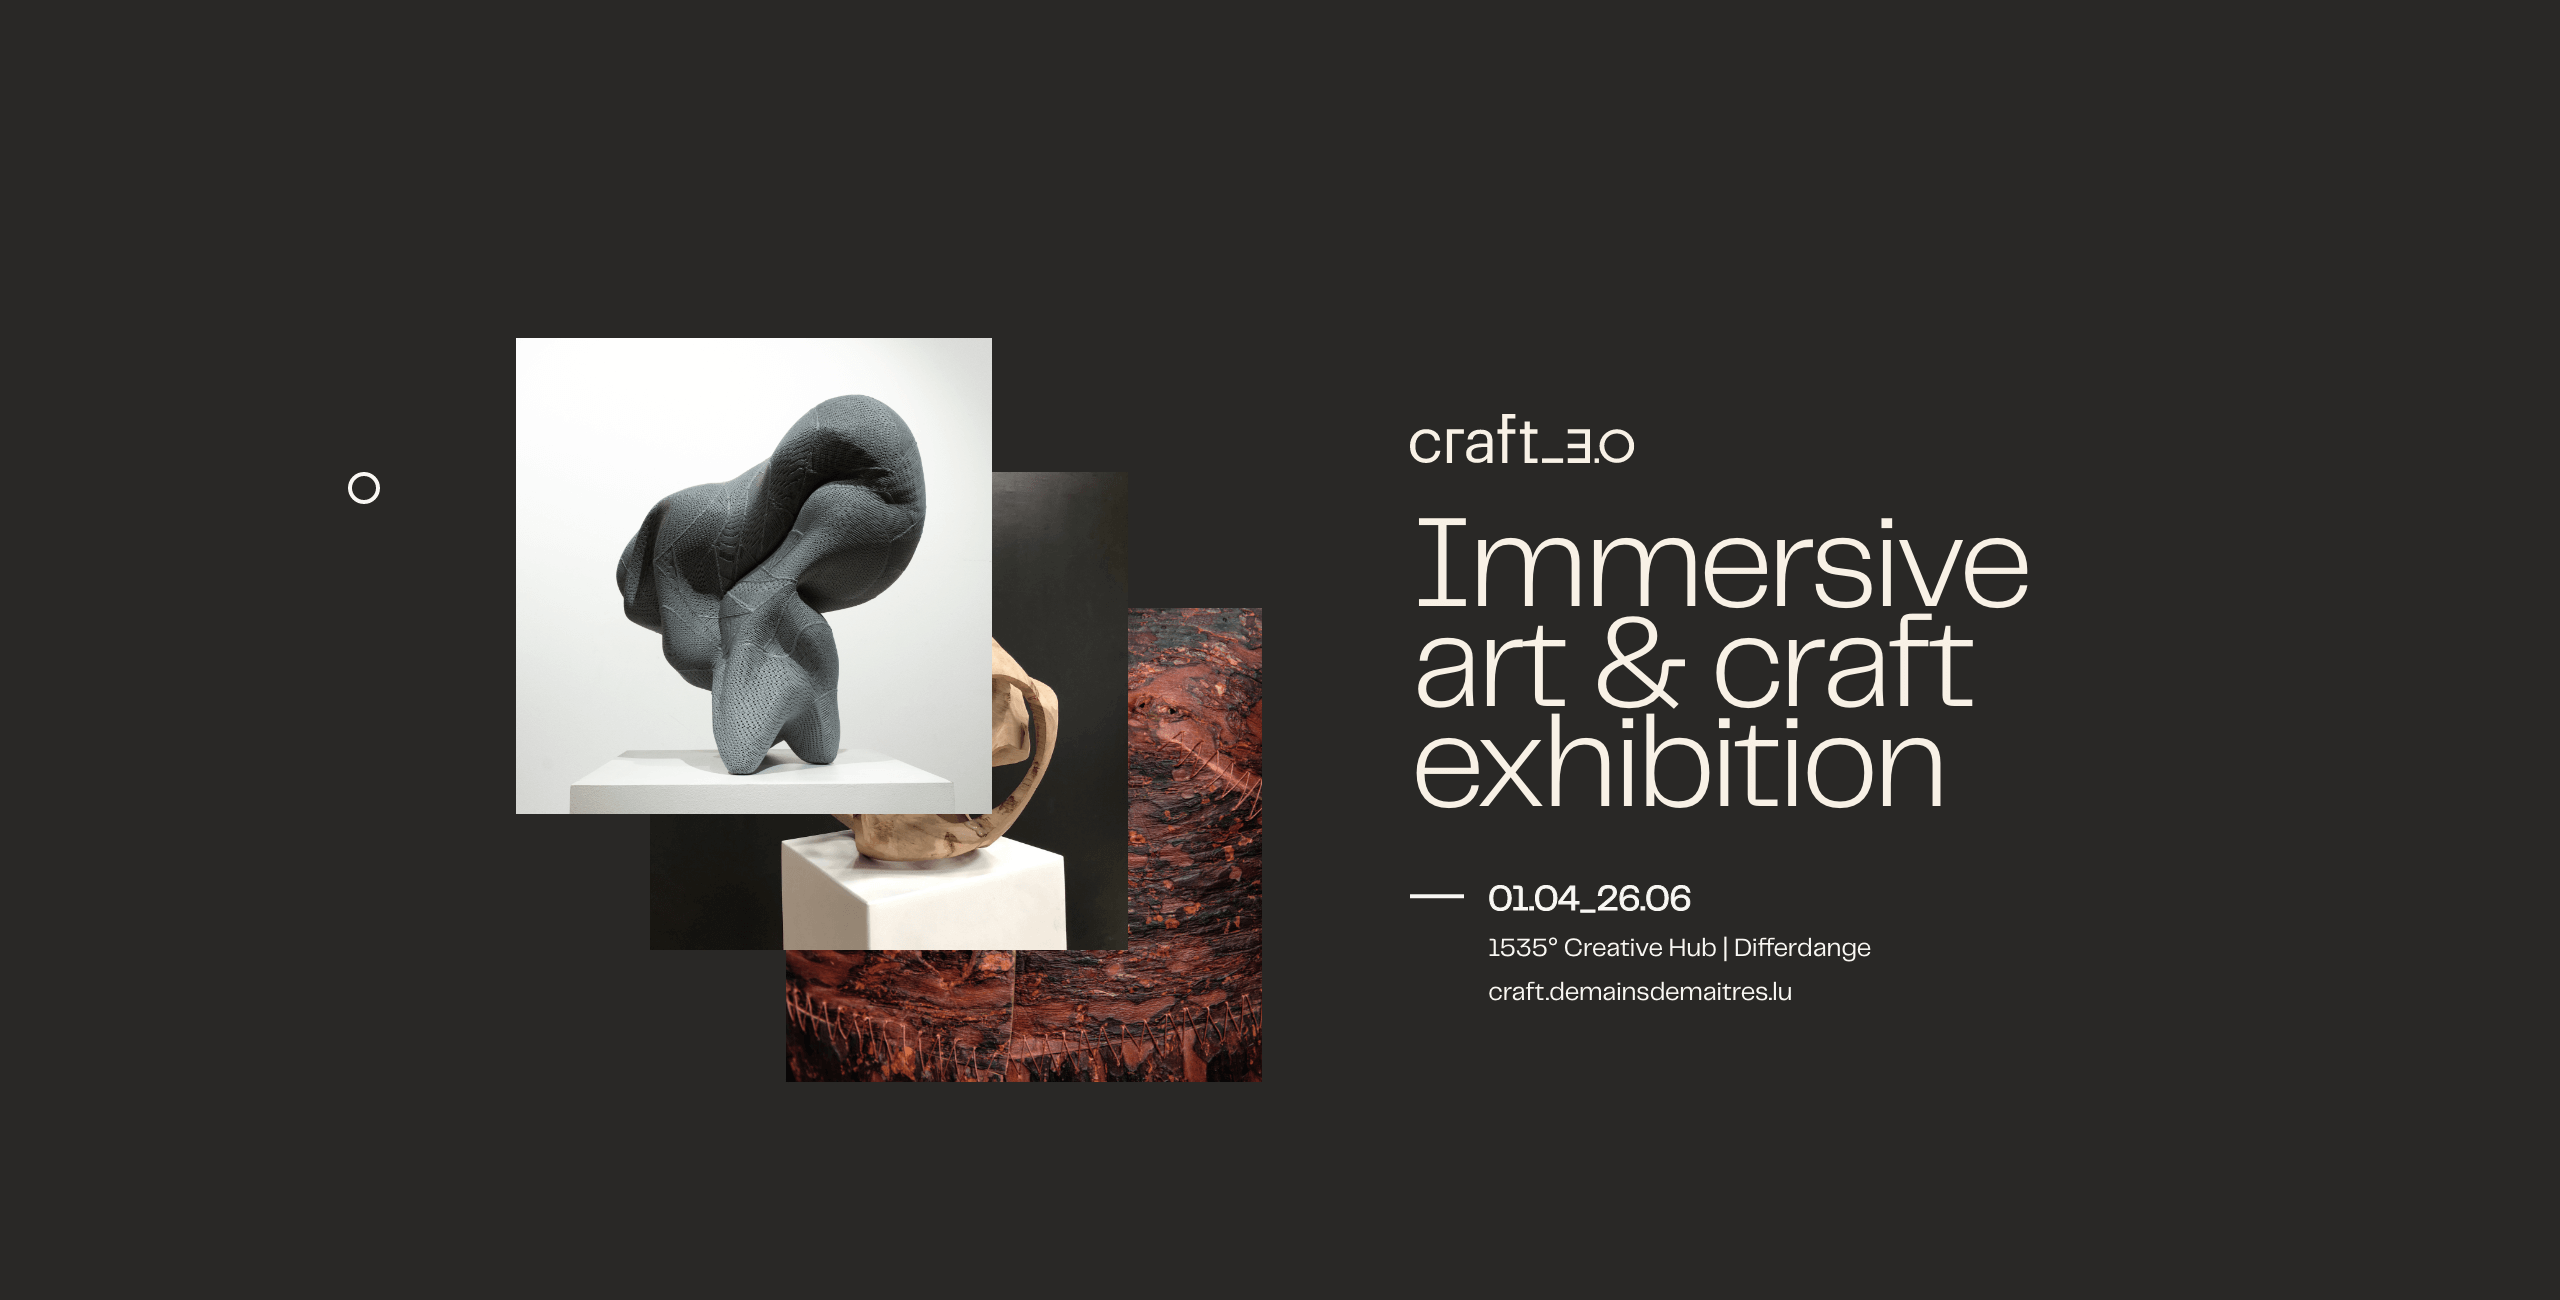 craft_3.0
Immersive
art & craft
exhibition
01.04_26.06
1535° Creative Hub | Differdange
craft.demainsdemaitres.lu